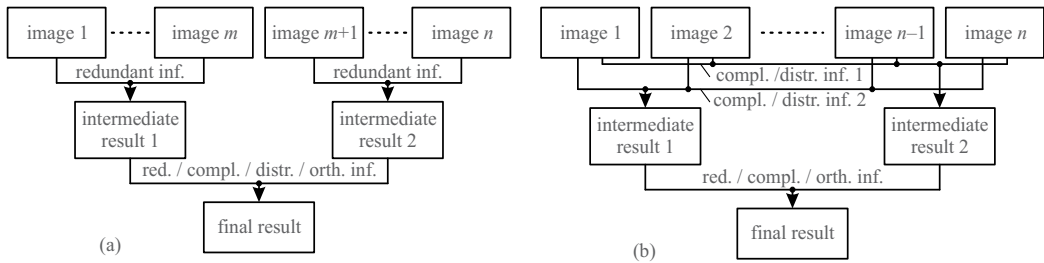 image 1
image m
image m+1
image n
redundant inf.
redundant inf.
intermediate
result 1
intermediate
result 2
red. / compl. / distr. / orth. inf.
final result
(a)
image 1
image 2
image n–1
image n
compl. /distr. inf. 1
compl. / distr. inf. 2
intermediate
result 1
intermediate
result 2
red. / compl. / orth. inf.
final result
(b)